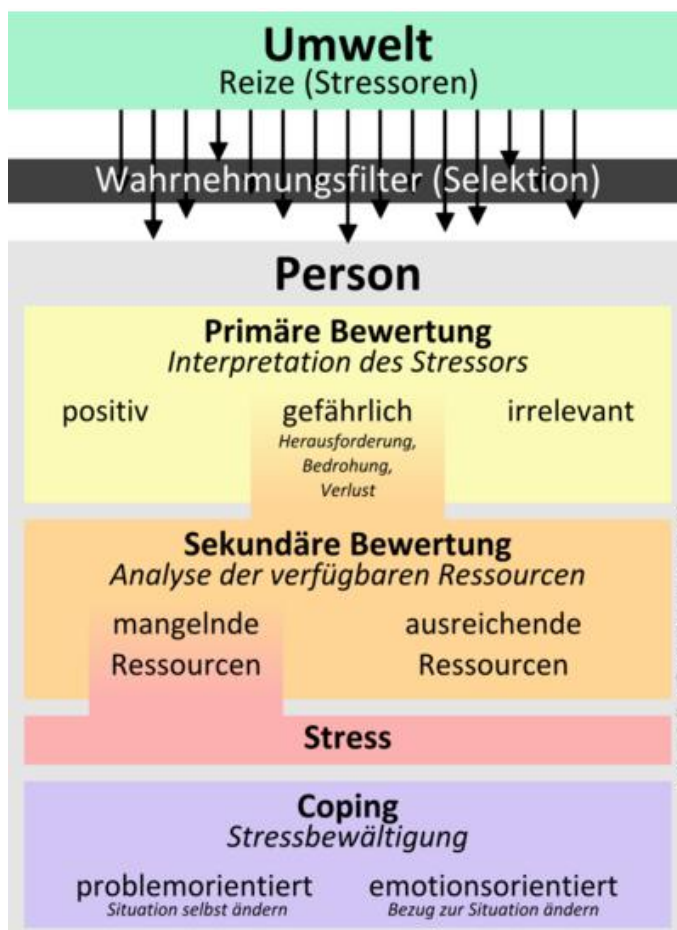 Umwelt
Reize (Stressoren)
Wahrnehmungsfilter (Selektion)
Person
Primäre Bewertung
Interpretation des Stressors
positiv
gefährlich
irrelevant
Herausforderung,
Bedrohung,
Verlust
Sekundäre Bewertung
Analyse der verfügbaren Ressourcen
mangelnde
Ressourcen
ausreichende
Ressourcen
Stress
Coping
Stressbewältigung
problemorientiert
Situation selbst ändern
emotionsorientiert
Bezug zur Situation ändern